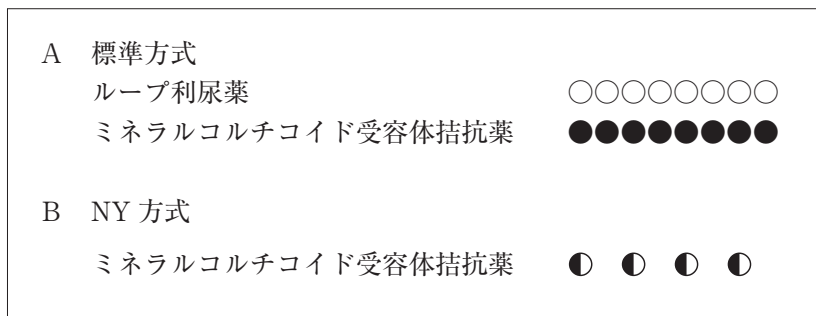 A 標準方式
ループ利尿薬 ○○○○○○○○
ミネラルコルチコイド受容体拮抗薬 ●●●●●●●●
B NY 方式
ミネラルコルチコイド受容体拮抗薬 ◐ ◐ ◐ ◐